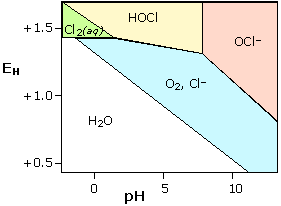 HOCl
+1.5
Cl2(aq)
OCl−
EH
O2, Cl−
+1.0
H2O
+0.5
0
5
10
pH